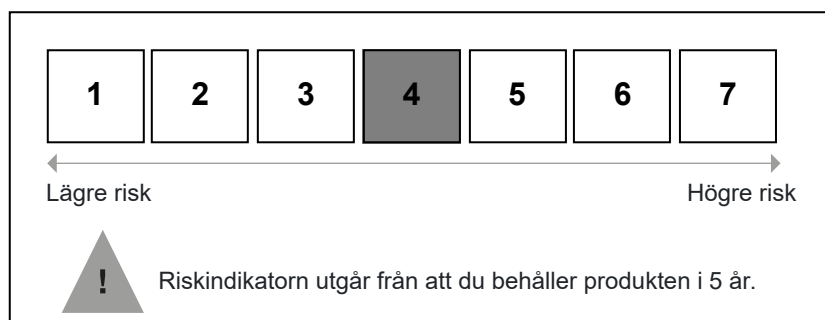 1 2 3 4 5 6 7
Lägre risk Högre risk
! Riskindikatorn utgår från att du behåller produkten i 5 år.